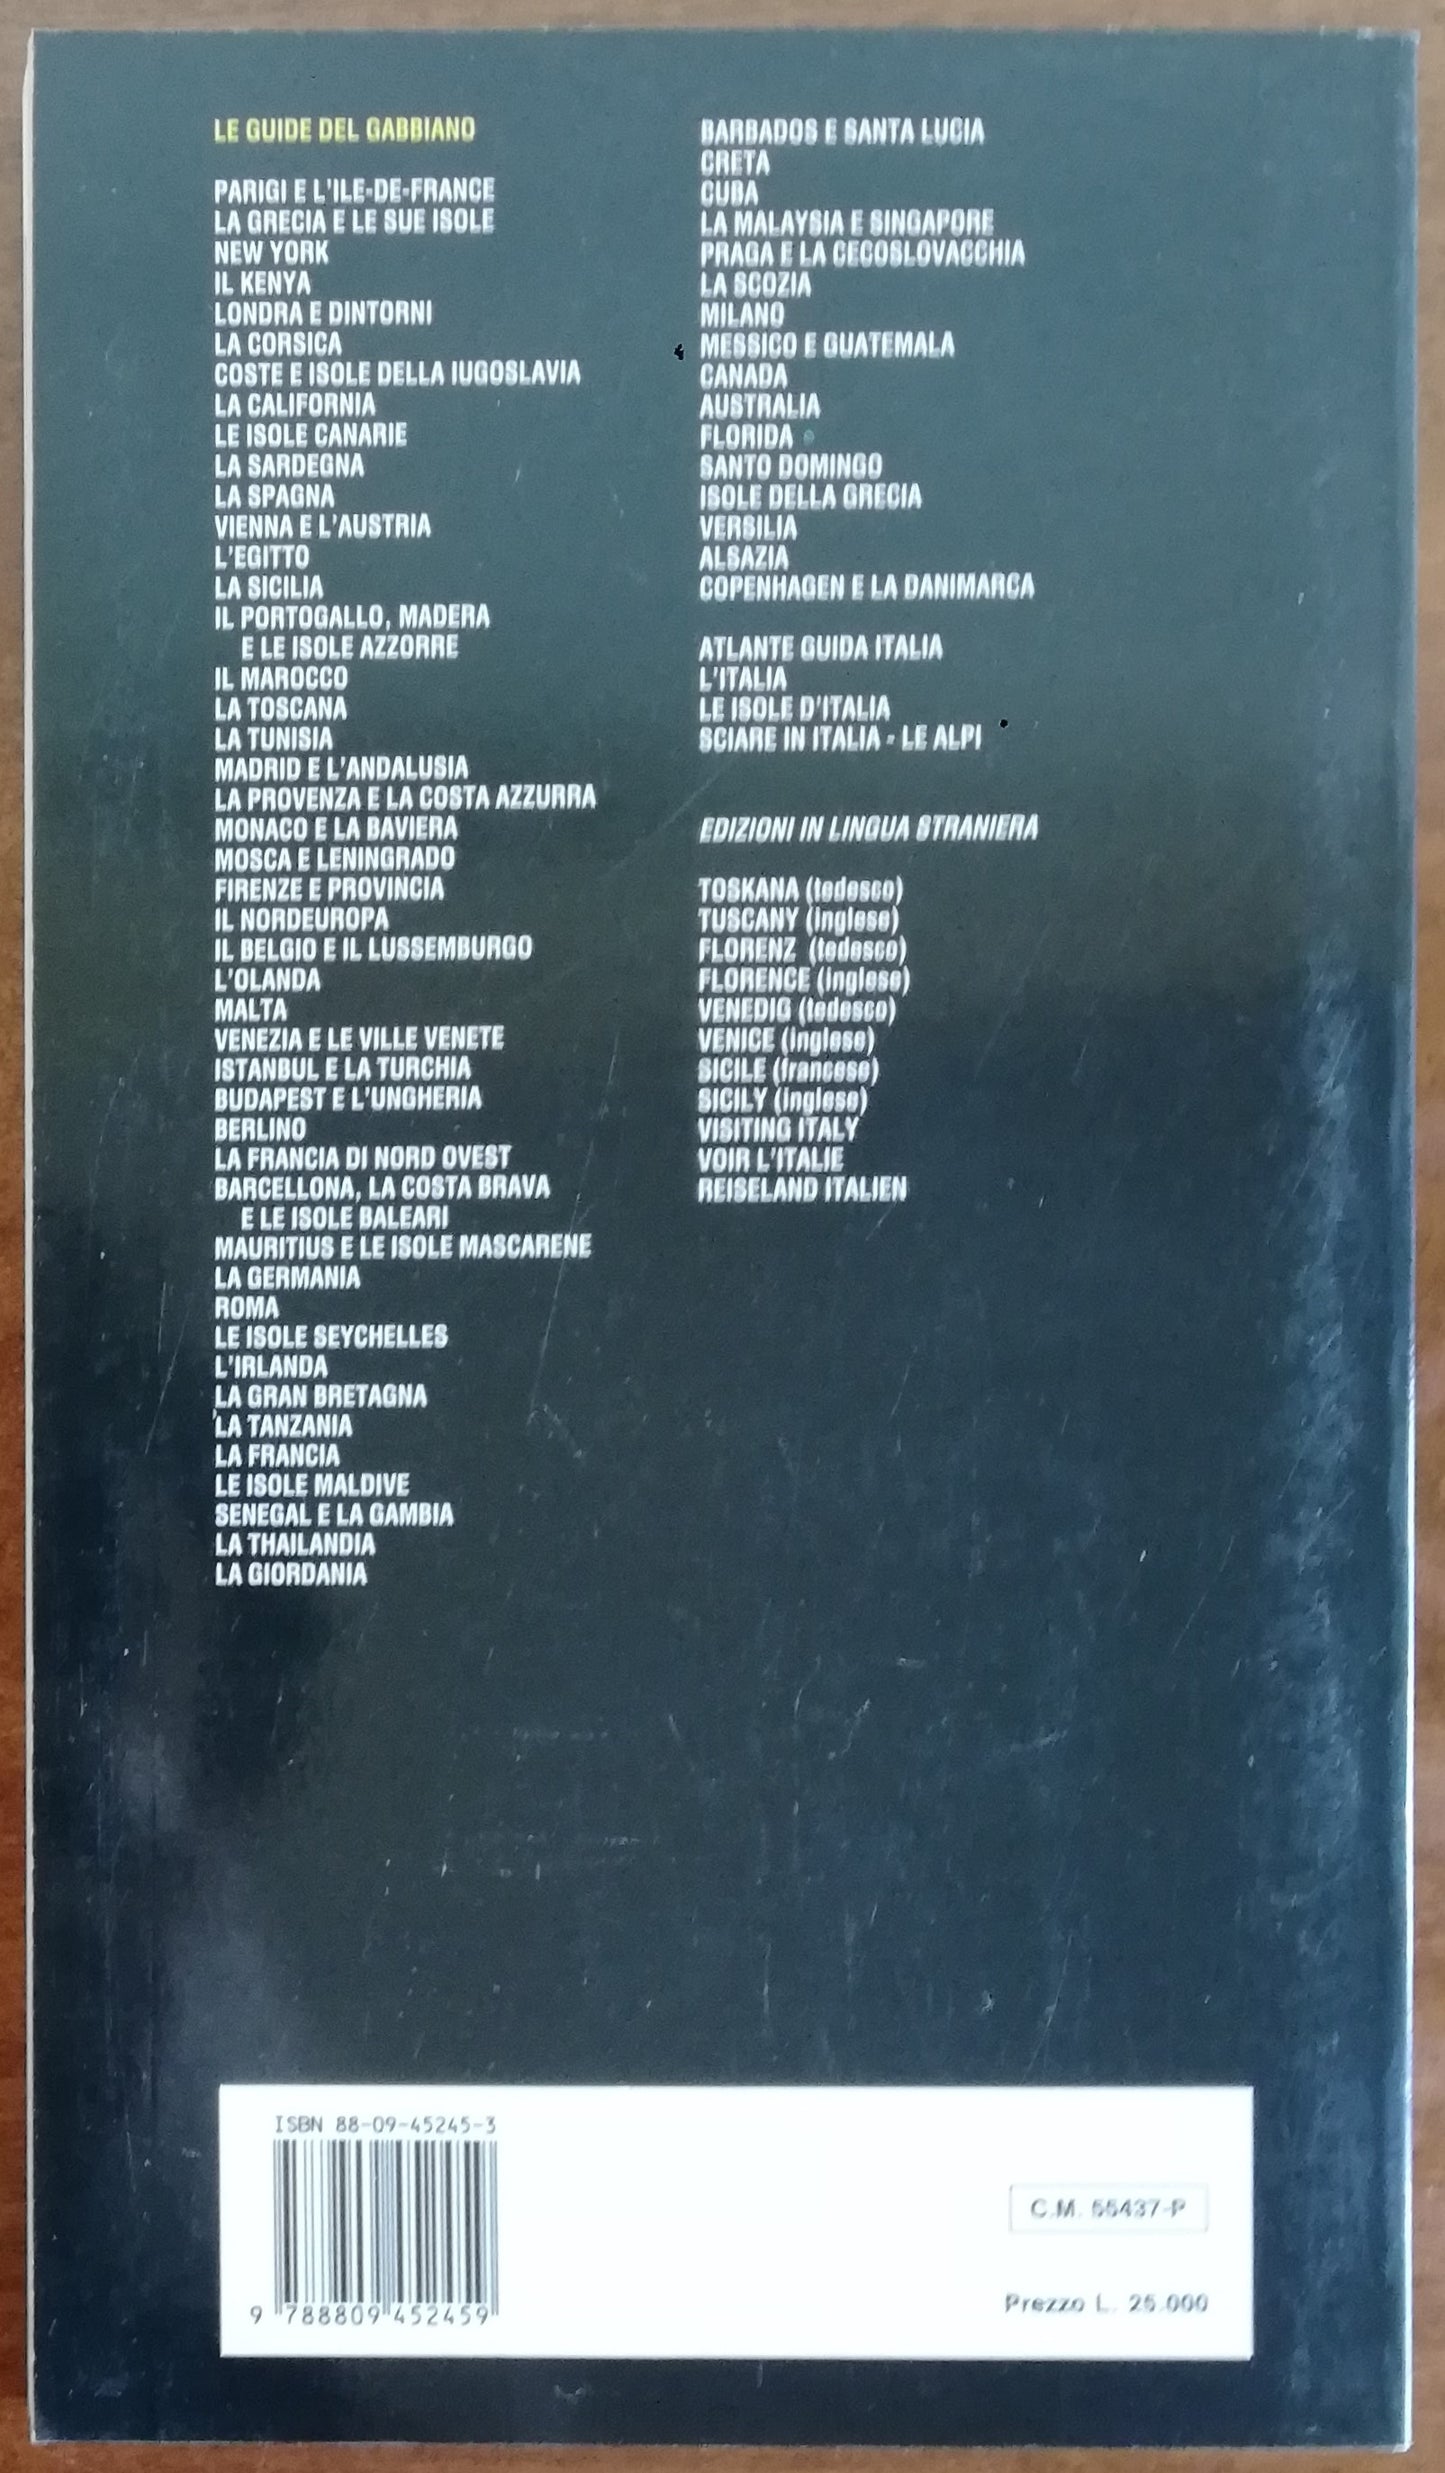 LE GUIDE DEL GABBIANO
PARIGI E L'ILE-DE-FRANCE
LA GRECIA E LE SUE ISOLE
NEW YORK
IL KENYA
LONDRA E DINTORNI
LA CORSICA
COSTE E ISOLE DELLA IUGOSLAVIA
LA CALIFORNIA
LE ISOLE CANARIE
LA SARDEGNA
LA SPAGNA
VIENNA E L'AUSTRIA
L'EGITTO
LA SICILIA
IL PORTOGALLO, MADERA
E LE ISOLE AZZORRE
IL MAROCCO
LA TOSCANA
LA TUNISIA
MADRID E L'ANDALUSIA
LA PROVENZA E LA COSTA AZZURRA
MONACO E LA BAVIERA
MOSCA E LENINGRADO
FIRENZE E PROVINCIA
IL NORDEUROPA
IL BELGIO E IL LUSSEMBURGO
L'OLANDA
MALTA
VENEZIA E LE VILLE VENETE
ISTANBUL E LA TURCHIA
BUDAPEST E L'UNGHERIA
BERLINO
LA FRANCIA DI NORD OVEST
BARCELLONA, LA COSTA BRAVA
E LE ISOLE BALEARI
MAURITIUS E LE ISOLE MASCARENE
LA GERMANIA
ROMA
LE ISOLE SEYCHELLES
L'IRLANDA
LA GRAN BRETAGNA
LA TANZANIA
LA FRANCIA
LE ISOLE MALDIVE
SENEGAL E LA GAMBIA
LA THAILANDIA
LA GIORDANIA
BARBADOS E SANTA LUCIA
CRETA
CUBA
LA MALAYSIA E SINGAPORE
PRAGA E LA CECOSLOVACCHIA
LA SCOZIA
MILANO
MESSICO E GUATEMALA
CANADA
AUSTRALIA
FLORIDA
SANTO DOMINGO
ISOLE DELLA GRECIA
VERSILIA
ALSAZIA
COPENHAGEN E LA DANIMARCA
ATLANTE GUIDA ITALIA
L'ITALIA
LE ISOLE D'ITALIA
SCIARE IN ITALIA - LE ALPI
EDIZIONI IN LINGUA STRANIERA
TOSKANA (tedesco)
TUSCANY (inglese)
FLORENZ (tedesco)
FLORENCE (inglese)
VENEDIG (tedesco)
VENICE (inglese)
SICILE (francese)
SICILY (inglese)
VISITING ITALY
VOIR L'ITALIE
REISELAND ITALIEN
ISBN 88-09-45245-3
9 788809 452459
C.M. 55437-P
Prezzo L. 25.000